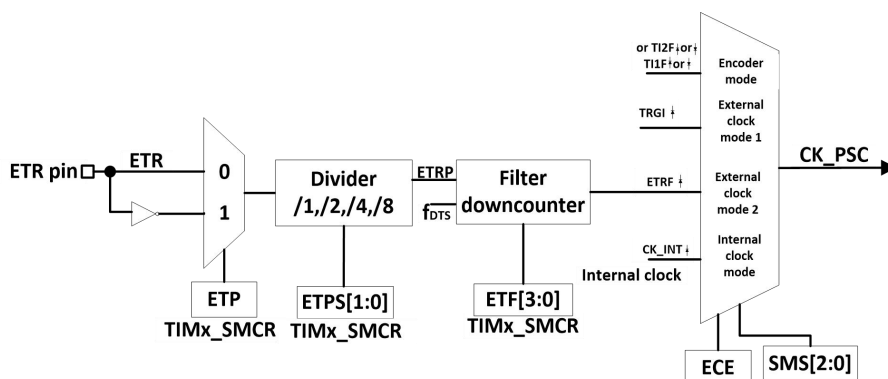 or TI2F or
TI1F or
Encoder
mode
TRGI
External
clock
mode 1
CK_PSC
ETR pin
ETR
0
1
Divider
/1,/2,/4,/8
ETRP
fDTS
Filter
downcounter
ETRF
External
clock
mode 2
CK_INT
Internal clock
Internal
clock
mode
ETP
TIMx_SMCR
ETPS[1:0]
TIMx_SMCR
ETF[3:0]
TIMx_SMCR
ECE
SMS[2:0]